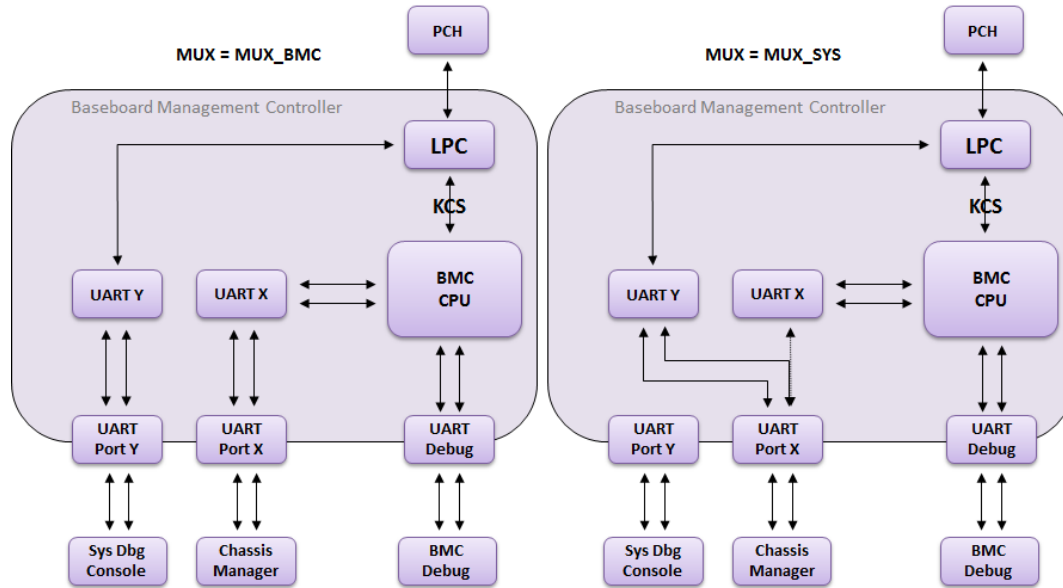 PCH
MUX = MUX_BMC
Baseboard Management Controller
LPC
KCS
BMC
CPU
UART Y
UART X
UART
Port Y
UART
Port X
UART
Debug
Sys Dbg
Console
Chassis
Manager
BMC
Debug
PCH
MUX = MUX_SYS
Baseboard Management Controller
LPC
KCS
BMC
CPU
UART Y
UART X
UART
Port Y
UART
Port X
UART
Debug
Sys Dbg
Console
Chassis
Manager
BMC
Debug